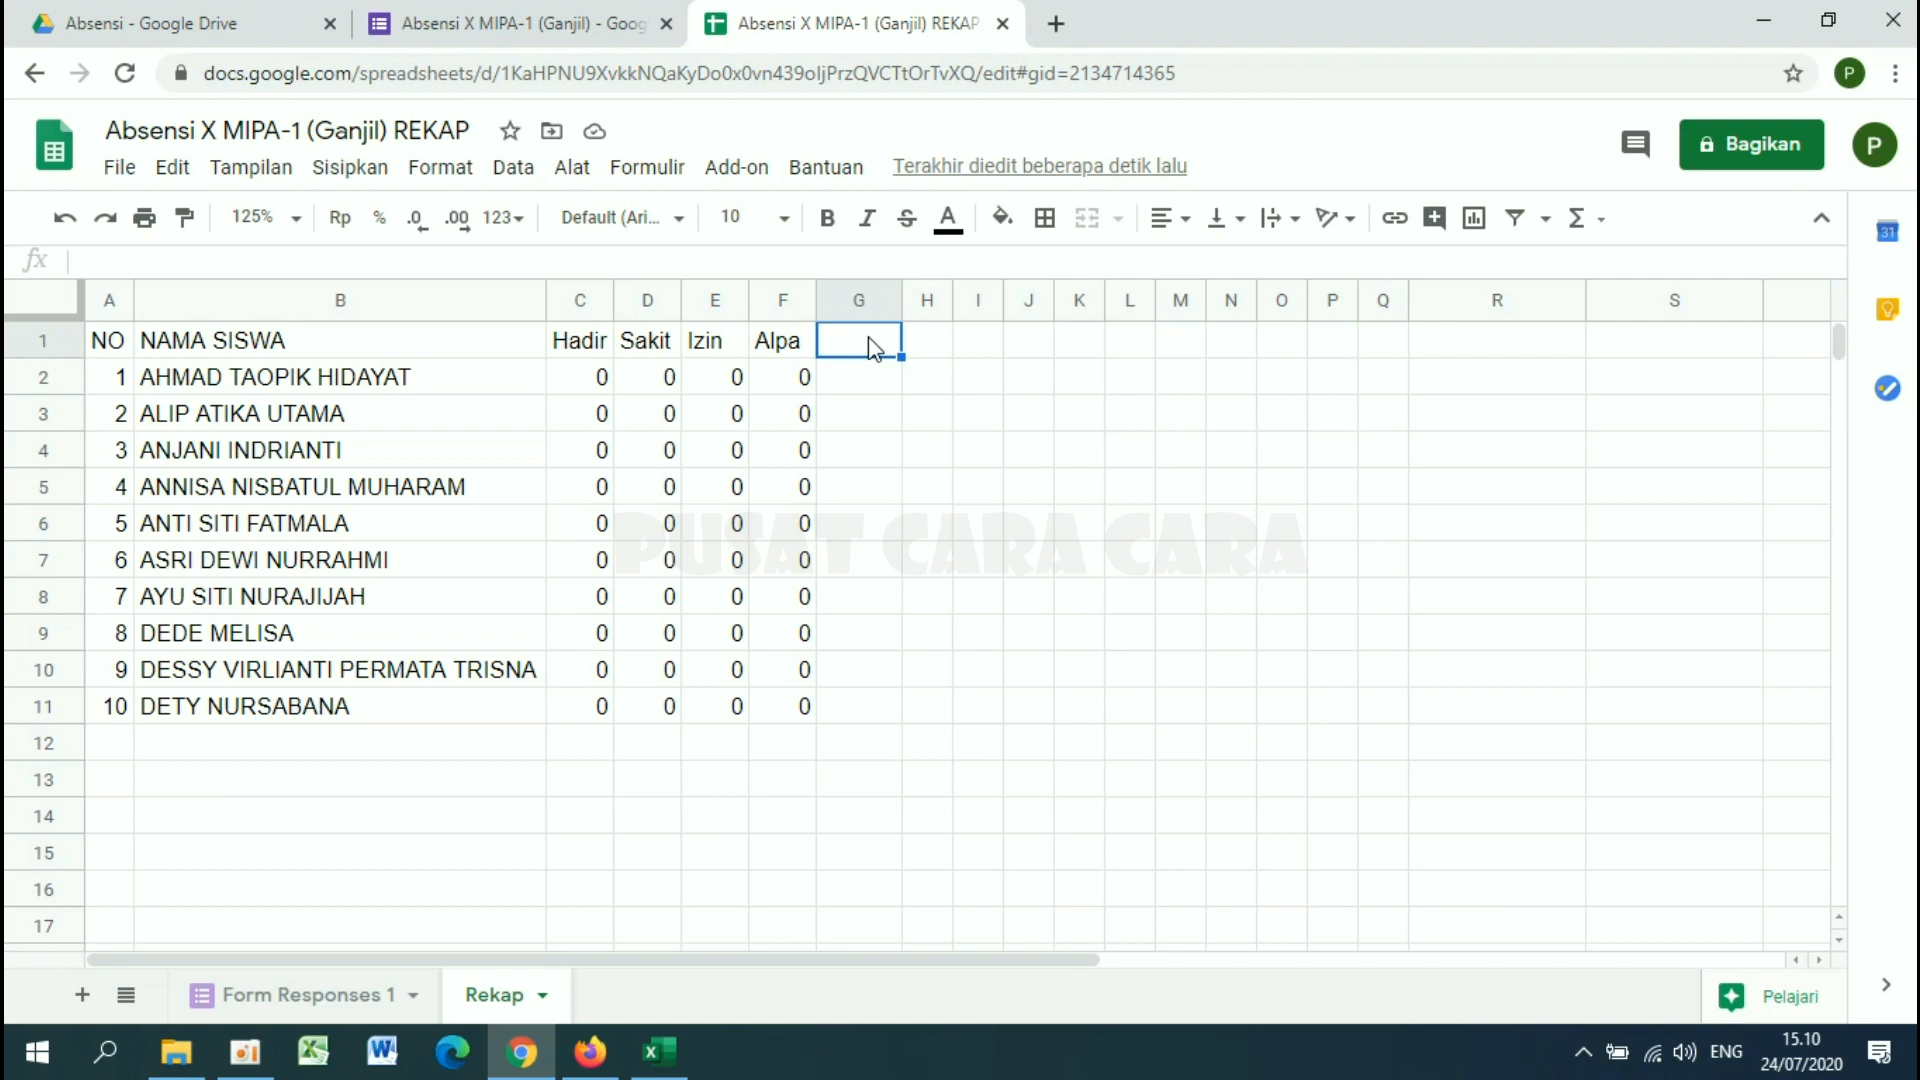 Absensi - Google Drive
Absensi X MIPA-1 (Ganjil) - Goog
Absensi X MIPA-1 (Ganjil) REKAP
docs.google.com/spreadsheets/d/1KaHPNU9XvkkNQaKyDo0x0vn439oIjPrzQVCTtOrTvXQ/edit#gid=2134714365
P
Absensi X MIPA-1 (Ganjil) REKAP
Bagikan
P
File Edit Tampilan Sisipkan Format Data Alat Formulir Add-on Bantuan Terakhir diedit beberapa detik lalu
125% Rp % .0 .00 123 Default (Ari... 10 B I S A Σ
31
fx
A B C D E F G H I J K L M N O P Q R S
1 NO NAMA SISWA Hadir Sakit Izin Alpa
2 1 AHMAD TAOPIK HIDAYAT 0 0 0 0
3 2 ALIP ATIKA UTAMA 0 0 0 0
4 3 ANJANI INDRIANTI 0 0 0 0
5 4 ANNISA NISBATUL MUHARAM 0 0 0 0
6 5 ANTI SITI FATMALA 0 0 0 0
PUSAT CARA CARA
7 6 ASRI DEWI NURRAHMI 0 0 0 0
8 7 AYU SITI NURAJIJAH 0 0 0 0
9 8 DEDE MELISA 0 0 0 0
10 9 DESSY VIRLIANTI PERMATA TRISNA 0 0 0 0
11 10 DETY NURSABANA 0 0 0 0
12
13
14
15
16
17
Form Responses 1 Rekap Pelajari
ENG
15.10
24/07/2020